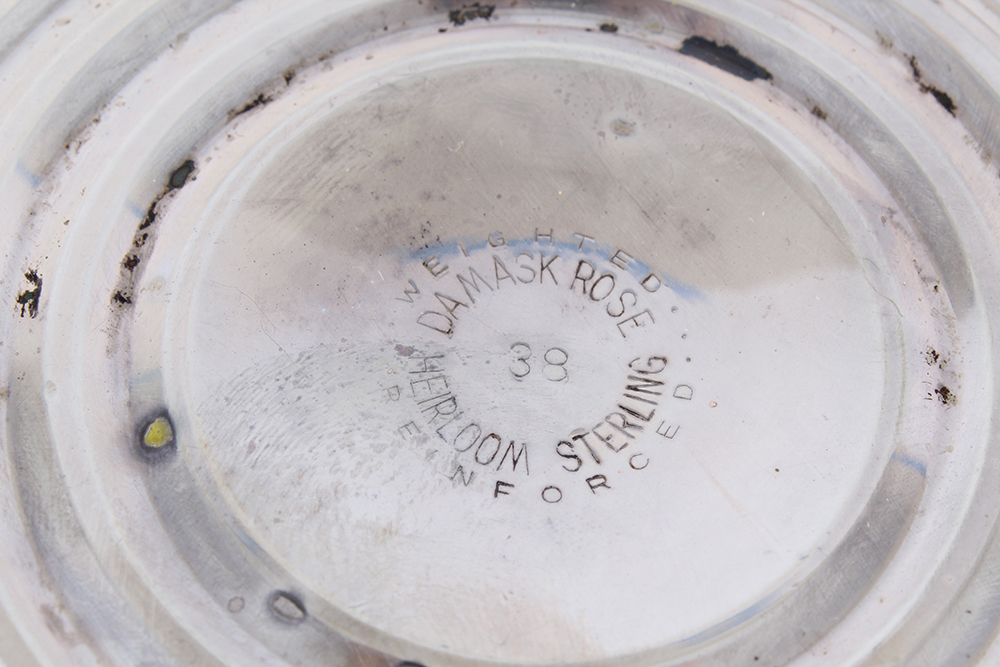 WEIGHTED
DAMASK ROSE
38
HEIRLOOM STERLING
REINFORCED